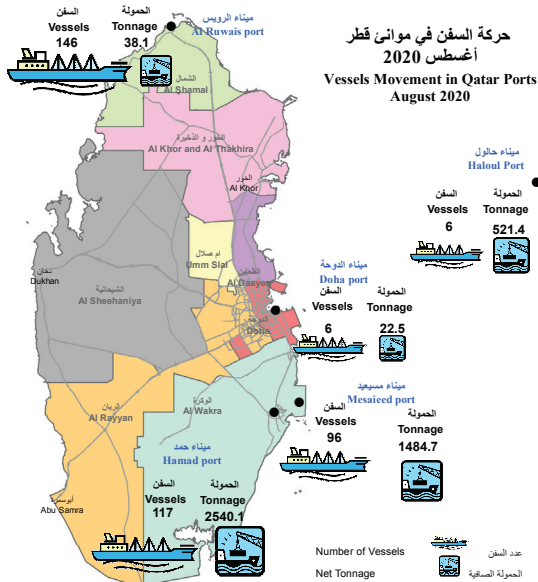 حركة السفن في موانئ قطر
أغسطس 2020
Vessels Movement in Qatar Ports
August 2020
ميناء الرويس
Al Ruwais port
السفن
Vessels
146
الحمولة
Tonnage
38.1
الشمال
Al Shamal
الخور و الذخيرة
Al Khor and Al Thakhira
الخور
Al Khor
ميناء حالول
Haloul Port
السفن
Vessels
6
الحمولة
Tonnage
521.4
دخان
Dukhan
الشيحانية
Al Sheehaniya
ام صلال
Umm Slal
الظعاين
Al Daayen
الدوحة
Doha
ميناء الدوحة
Doha port
السفن
Vessels
6
الحمولة
Tonnage
22.5
ميناء مسيعيد
Mesaieed port
السفن
Vessels
96
الحمولة
Tonnage
1484.7
الريان
Al Rayyan
الوكرة
Al Wakra
ميناء حمد
Hamad port
السفن
Vessels
117
الحمولة
Tonnage
2540.1
أبوسمرة
Abu Samra
Number of Vessels عدد السفن
Net Tonnage الحمولة الصافية